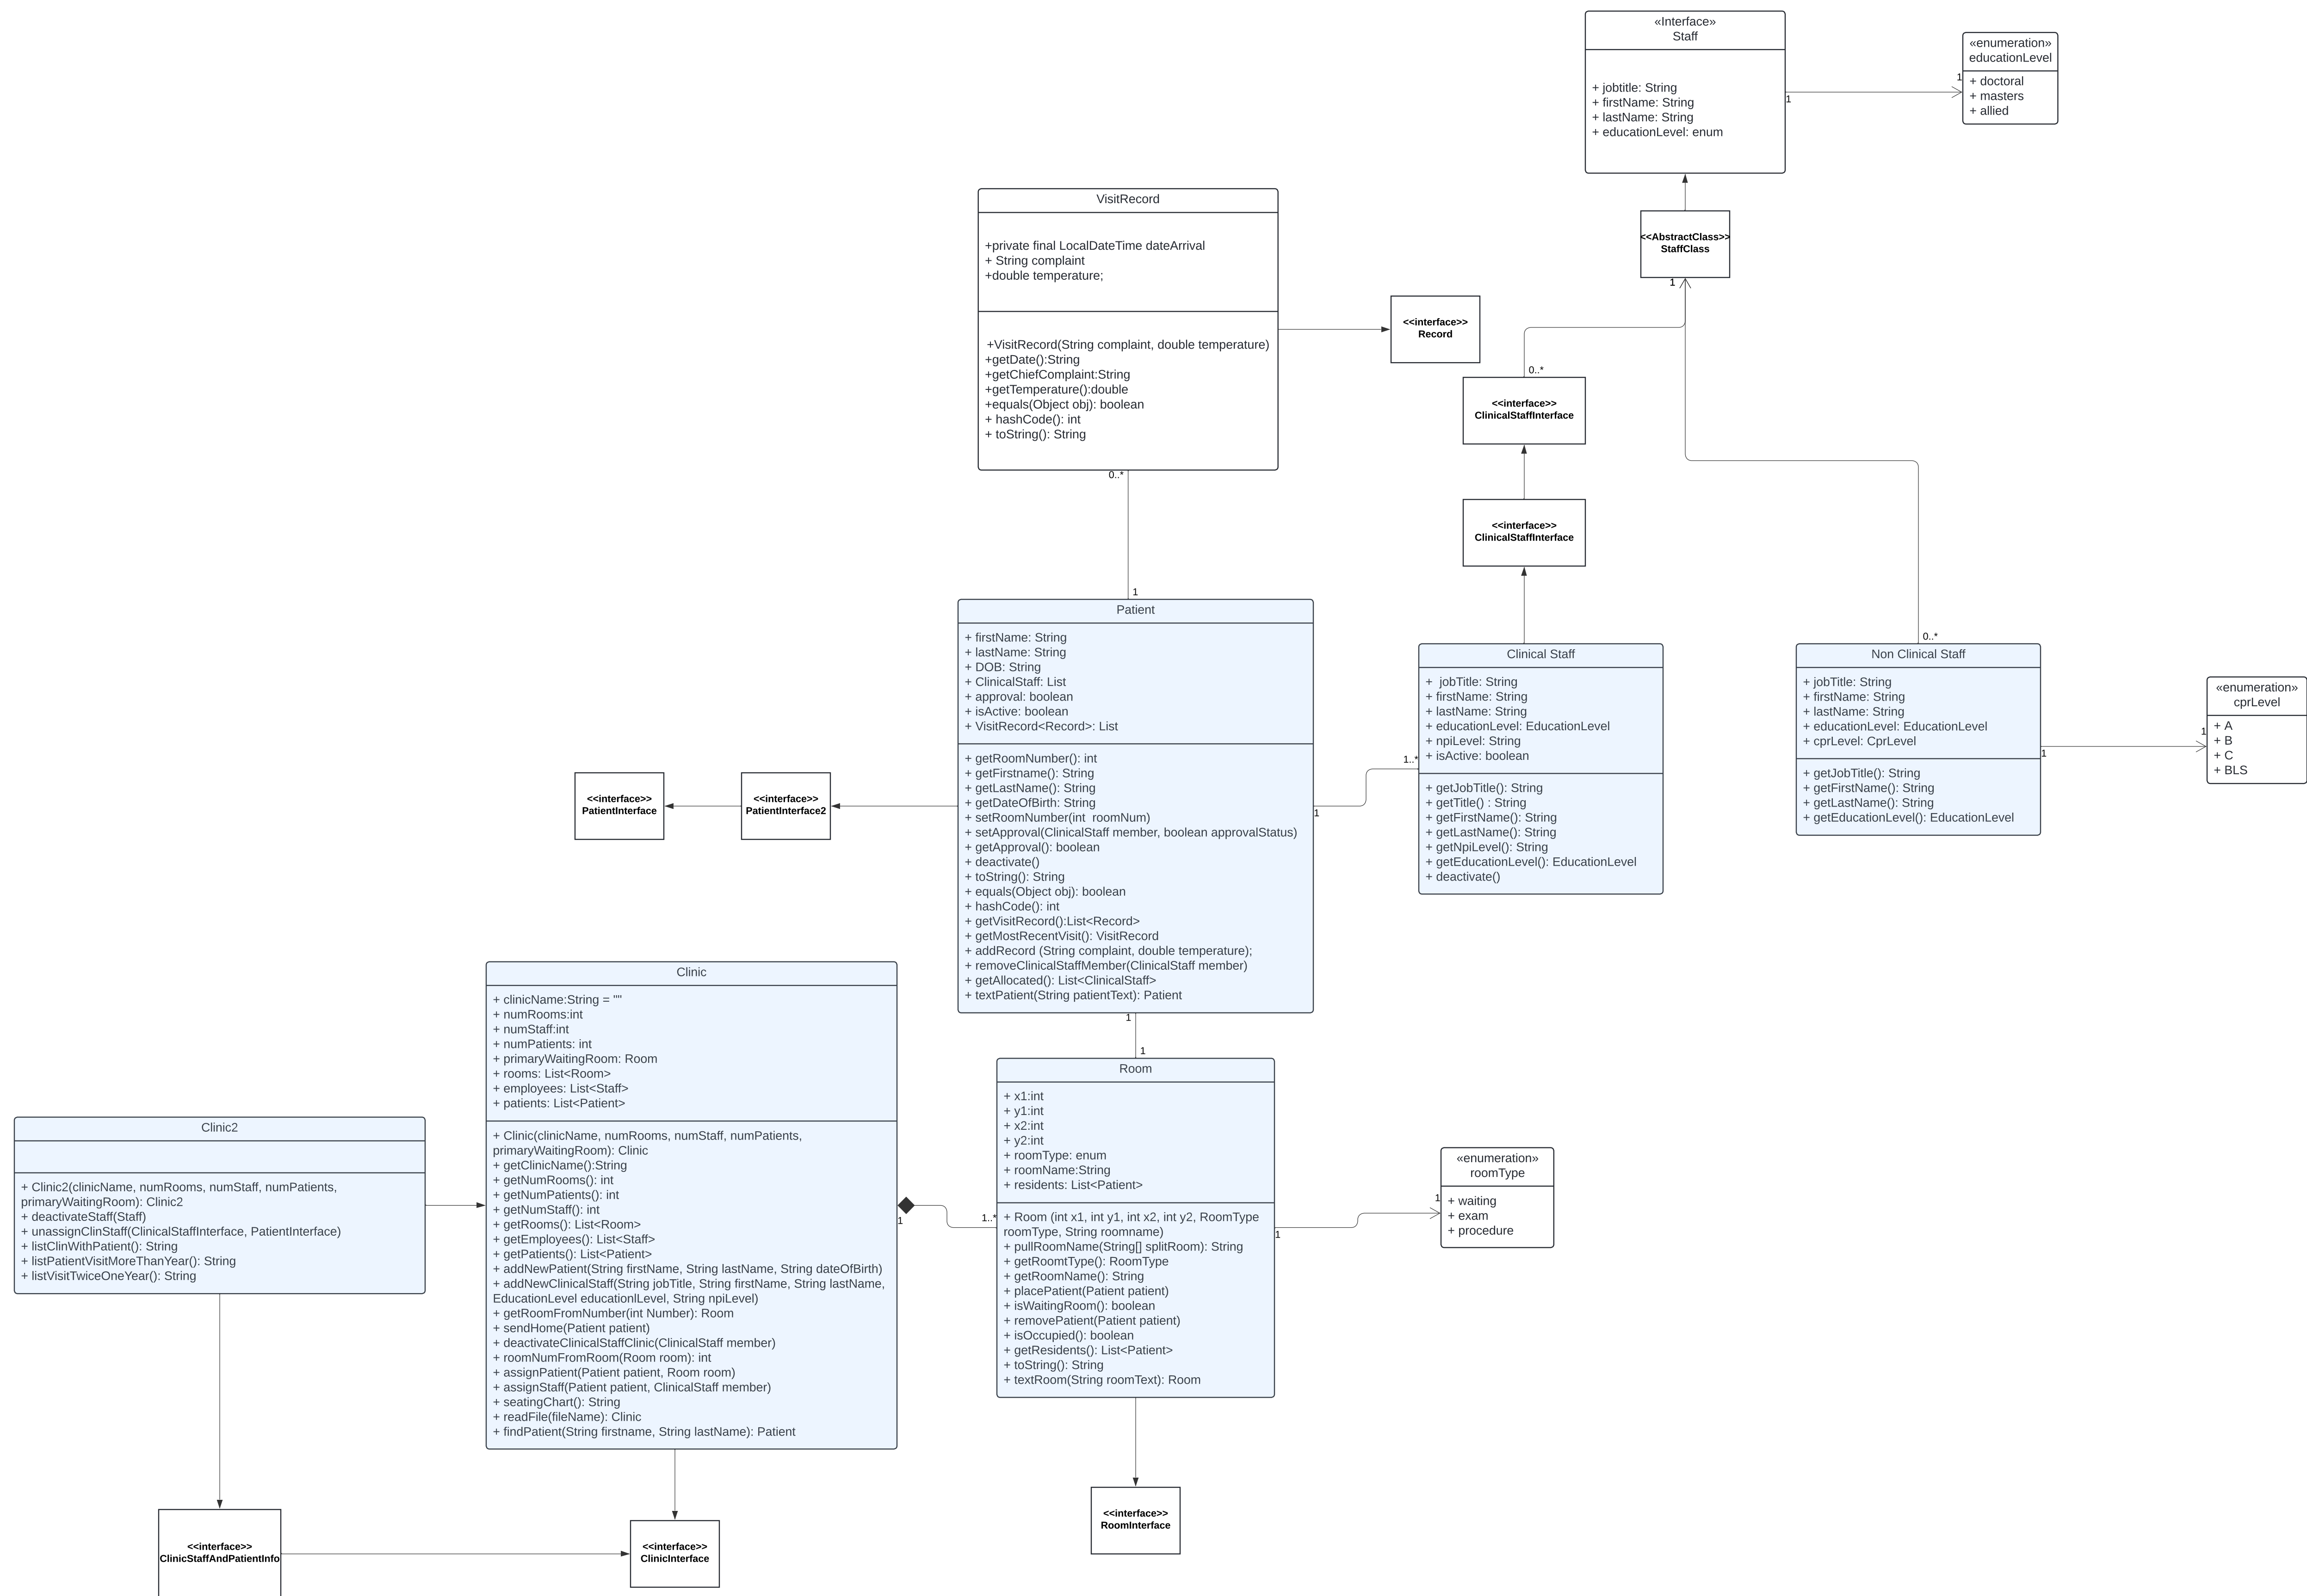 «Interface»
Staff
+ jobtitle: String
+ firstName: String
+ lastName: String
+ educationLevel: enum
1
1
«enumeration»
educationLevel
+ doctoral
+ masters
+ allied
<<AbstractClass>>
StaffClass
1
VisitRecord
+private final LocalDateTime dateArrival
+ String complaint
+double temperature;
+VisitRecord(String complaint, double temperature)
+getDate():String
+getChiefComplaint:String
+getTemperature():double
+equals(Object obj): boolean
+ hashCode(): int
+ toString(): String
0..*
1
<<interface>>
Record
0..*
<<interface>>
ClinicalStaffInterface
<<interface>>
ClinicalStaffInterface
Patient
+ firstName: String
+ lastName: String
+ DOB: String
+ ClinicalStaff: List
+ approval: boolean
+ isActive: boolean
+ VisitRecord<Record>: List
+ getRoomNumber(): int
+ getFirstname(): String
+ getLastName(): String
+ getDateOfBirth: String
+ setRoomNumber(int  roomNum)
+ setApproval(ClinicalStaff member, boolean approvalStatus)
+ getApproval(): boolean
+ deactivate()
+ toString(): String
+ equals(Object obj): boolean
+ hashCode(): int
+ getVisitRecord():List<Record>
+ getMostRecentVisit(): VisitRecord
+ addRecord (String complaint, double temperature);
+ removeClinicalStaffMember(ClinicalStaff member)
+ getAllocated(): List<ClinicalStaff>
+ textPatient(String patientText): Patient
1
1..*
Clinical Staff
+  jobTitle: String
+ firstName: String
+ lastName: String
+ educationLevel: EducationLevel
+ npiLevel: String
+ isActive: boolean
+ getJobTitle(): String
+ getTitle() : String
+ getFirstName(): String
+ getLastName(): String
+ getNpiLevel(): String
+ getEducationLevel(): EducationLevel
+ deactivate()
0..*
Non Clinical Staff
+ jobTitle: String
+ firstName: String
+ lastName: String
+ educationLevel: EducationLevel
+ cprLevel: CprLevel
+ getJobTitle(): String
+ getFirstName(): String
+ getLastName(): String
+ getEducationLevel(): EducationLevel
1
1
«enumeration»
cprLevel
+ A
+ B
+ C
+ BLS
<<interface>>
PatientInterface
<<interface>>
PatientInterface2
Clinic
+ clinicName:String = ""
+ numRooms:int
+ numStaff:int
+ numPatients: int
+ primaryWaitingRoom: Room
+ rooms: List<Room>
+ employees: List<Staff>
+ patients: List<Patient>
+ Clinic(clinicName, numRooms, numStaff, numPatients,
primaryWaitingRoom): Clinic
+ getClinicName():String
+ getNumRooms(): int
+ getNumPatients(): int
+ getNumStaff(): int
+ getRooms(): List<Room>
+ getEmployees(): List<Staff>
+ getPatients(): List<Patient>
+ addNewPatient(String firstName, String lastName, String dateOfBirth)
+ addNewClinicalStaff(String jobTitle, String firstName, String lastName,
EducationLevel educationlLevel, String npiLevel)
+ getRoomFromNumber(int Number): Room
+ sendHome(Patient patient)
+ deactivateClinicalStaffClinic(ClinicalStaff member)
+ roomNumFromRoom(Room room): int
+ assignPatient(Patient patient, Room room)
+ assignStaff(Patient patient, ClinicalStaff member)
+ seatingChart(): String
+ readFile(fileName): Clinic
+ findPatient(String firstname, String lastName): Patient
1
1..*
1
1
Room
+ x1:int
+ y1:int
+ x2:int
+ y2:int
+ roomType: enum
+ roomName:String
+ residents: List<Patient>
+ Room (int x1, int y1, int x2, int y2, RoomType
roomType, String roomname)
+ pullRoomName(String[] splitRoom): String
+ getRoomtType(): RoomType
+ getRoomName(): String
+ placePatient(Patient patient)
+ isWaitingRoom(): boolean
+ removePatient(Patient patient)
+ isOccupied(): boolean
+ getResidents(): List<Patient>
+ toString(): String
+ textRoom(String roomText): Room
1
1
«enumeration»
roomType
+ waiting
+ exam
+ procedure
Clinic2
+ Clinic2(clinicName, numRooms, numStaff, numPatients,
primaryWaitingRoom): Clinic2
+ deactivateStaff(Staff)
+ unassignClinStaff(ClinicalStaffInterface, PatientInterface)
+ listClinWithPatient(): String
+ listPatientVisitMoreThanYear(): String
+ listVisitTwiceOneYear(): String
<<interface>>
ClinicStaffAndPatientInfo
<<interface>>
ClinicInterface
<<interface>>
RoomInterface